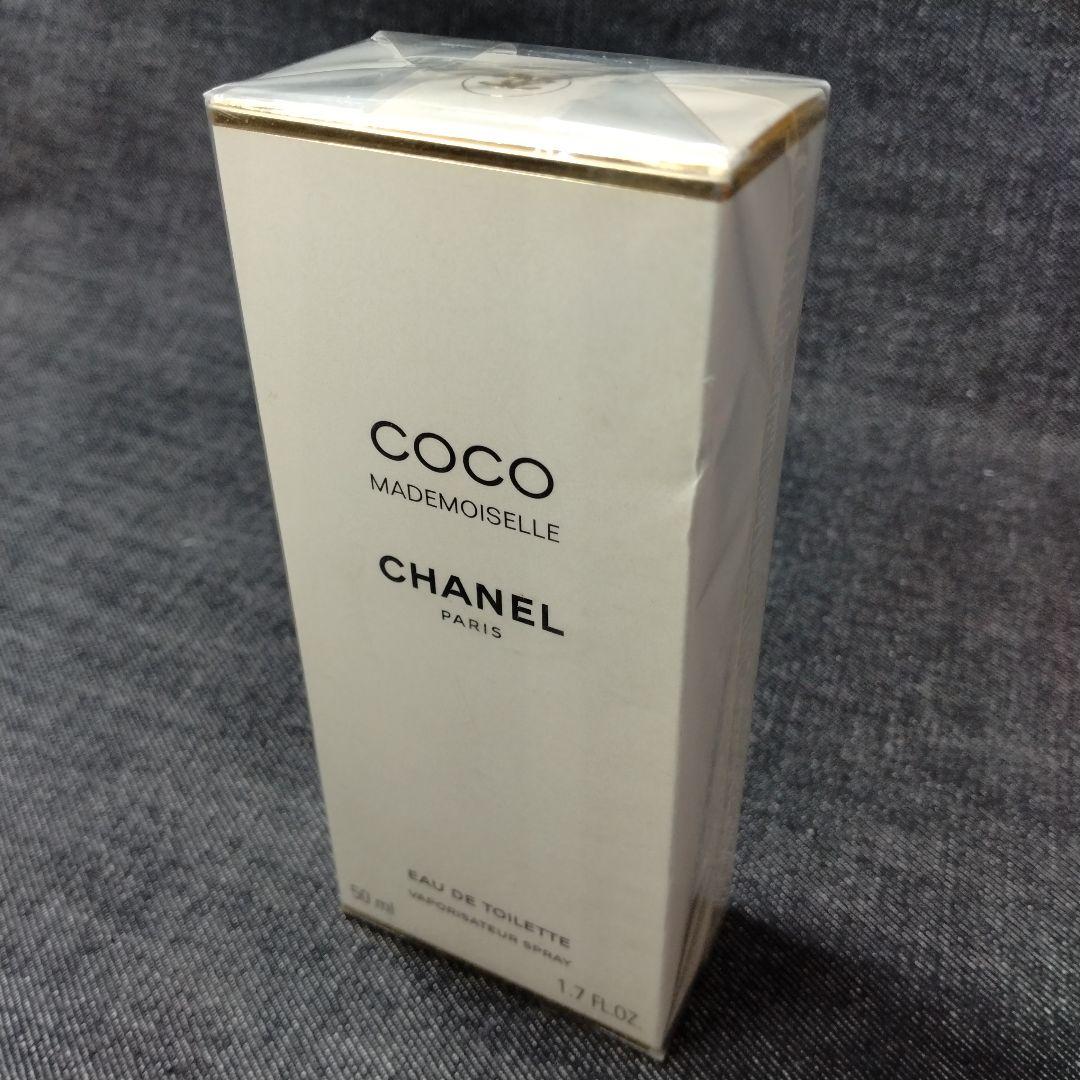 COCO
MADEMOISELLE
CHANEL
PARIS
EAU DE TOILETTE
VAPORISATEUR SPRAY
50 ml
1.7 FL.OZ.